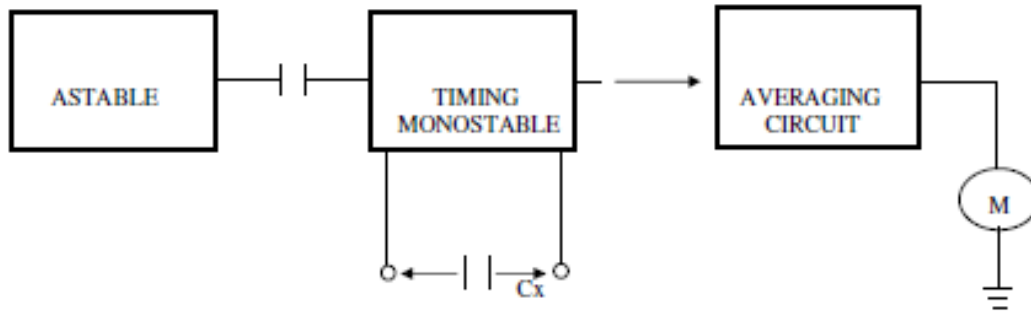 ASTABLE
TIMING
MONOSTABLE
AVERAGING
CIRCUIT
M
Cx